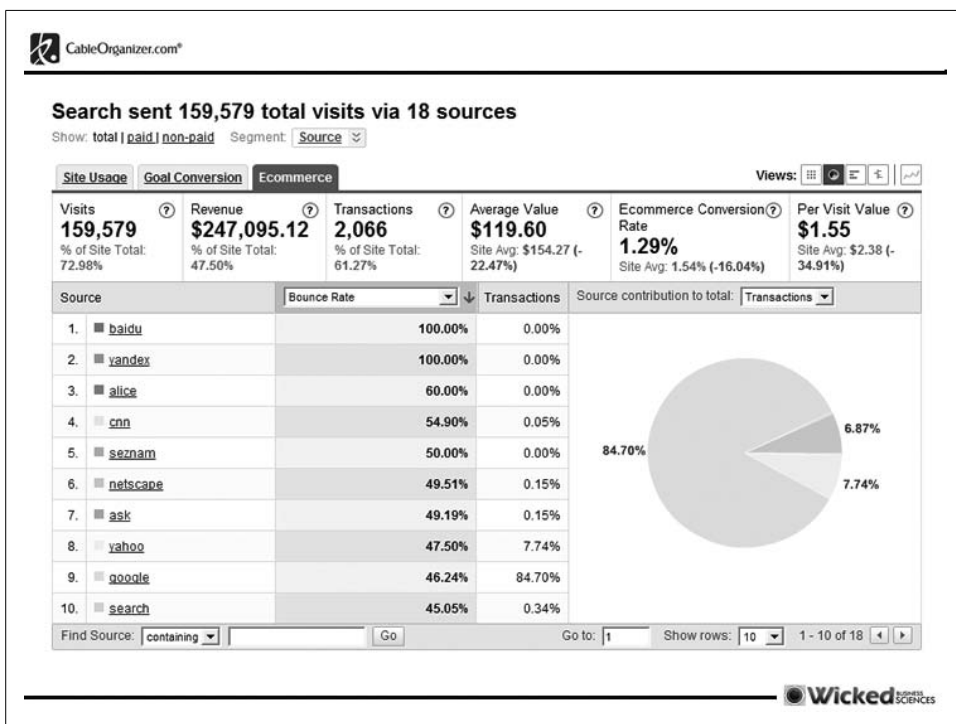 CableOrganizer.com®
Search sent 159,579 total visits via 18 sources
Show: total | paid | non-paid Segment: Source
Site Usage Goal Conversion Ecommerce Views:
Visits ? Revenue ? Transactions ? Average Value ? Ecommerce Conversion ? Per Visit Value ?
Rate
159,579 $247,095.12 2,066 $119.60 1.29% $1.55
% of Site Total: % of Site Total: % of Site Total: Site Avg: $154.27 (- Site Avg: 1.54% (-16.04%) Site Avg: $2.38 (-
72.98% 47.50% 61.27% 22.47%) 34.91%)
Source Bounce Rate Transactions Source contribution to total: Transactions
1. baidu 100.00% 0.00%
2. yandex 100.00% 0.00%
3. alice 60.00% 0.00%
4. cnn 54.90% 0.05%
5. seznam 50.00% 0.00%
6. netscape 49.51% 0.15%
7. ask 49.19% 0.15%
8. yahoo 47.50% 7.74%
9. google 46.24% 84.70%
10. search 45.05% 0.34%
6.87%
84.70%
7.74%
Find Source: containing Go Go to: 1 Show rows: 10 1 - 10 of 18
Wicked BUSINESS SCIENCES